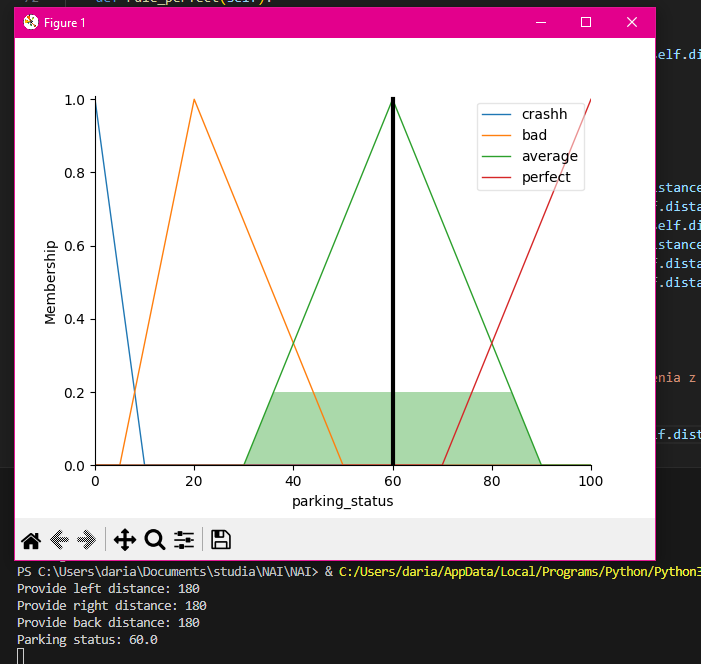 72 def rule_perfect(self):
Figure 1
elf.di
1.0
crashh
bad
average
perfect
0.8
stance
f.dista
elf.di
stance
f.dista
f.dista
0.6
Membership
0.4
enia z
0.2
lf.dist
0.0
0 20 40 60 80 100
parking_status
PS C:\Users\daria\Documents\studia\NAI\NAI> & C:/Users/daria/AppData/Local/Programs/Python/Python3
Provide left distance: 180
Provide right distance: 180
Provide back distance: 180
Parking status: 60.0